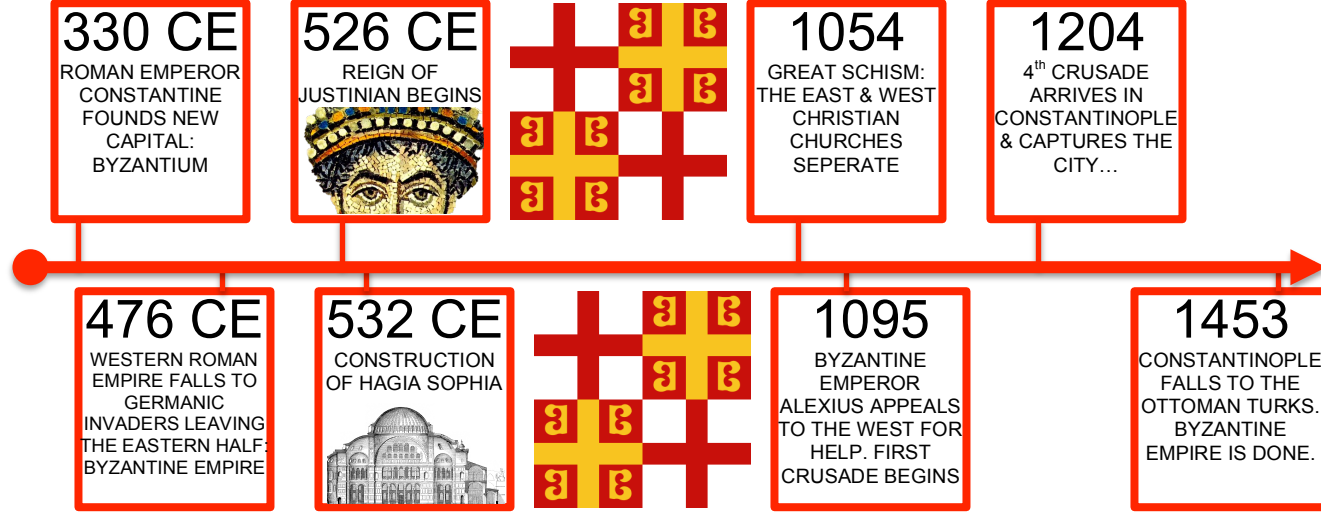 330 CE
ROMAN EMPEROR
CONSTANTINE
FOUNDS NEW
CAPITAL:
BYZANTIUM
526 CE
REIGN OF
JUSTINIAN BEGINS
1054
GREAT SCHISM:
THE EAST & WEST
CHRISTIAN
CHURCHES
SEPERATE
1204
4th CRUSADE
ARRIVES IN
CONSTANTINOPLE
& CAPTURES THE
CITY…
476 CE
WESTERN ROMAN
EMPIRE FALLS TO
GERMANIC
INVADERS LEAVING
THE EASTERN HALF:
BYZANTINE EMPIRE
532 CE
CONSTRUCTION
OF HAGIA SOPHIA
1095
BYZANTINE
EMPEROR
ALEXIUS APPEALS
TO THE WEST FOR
HELP. FIRST
CRUSADE BEGINS
1453
CONSTANTINOPLE
FALLS TO THE
OTTOMAN TURKS.
BYZANTINE
EMPIRE IS DONE.